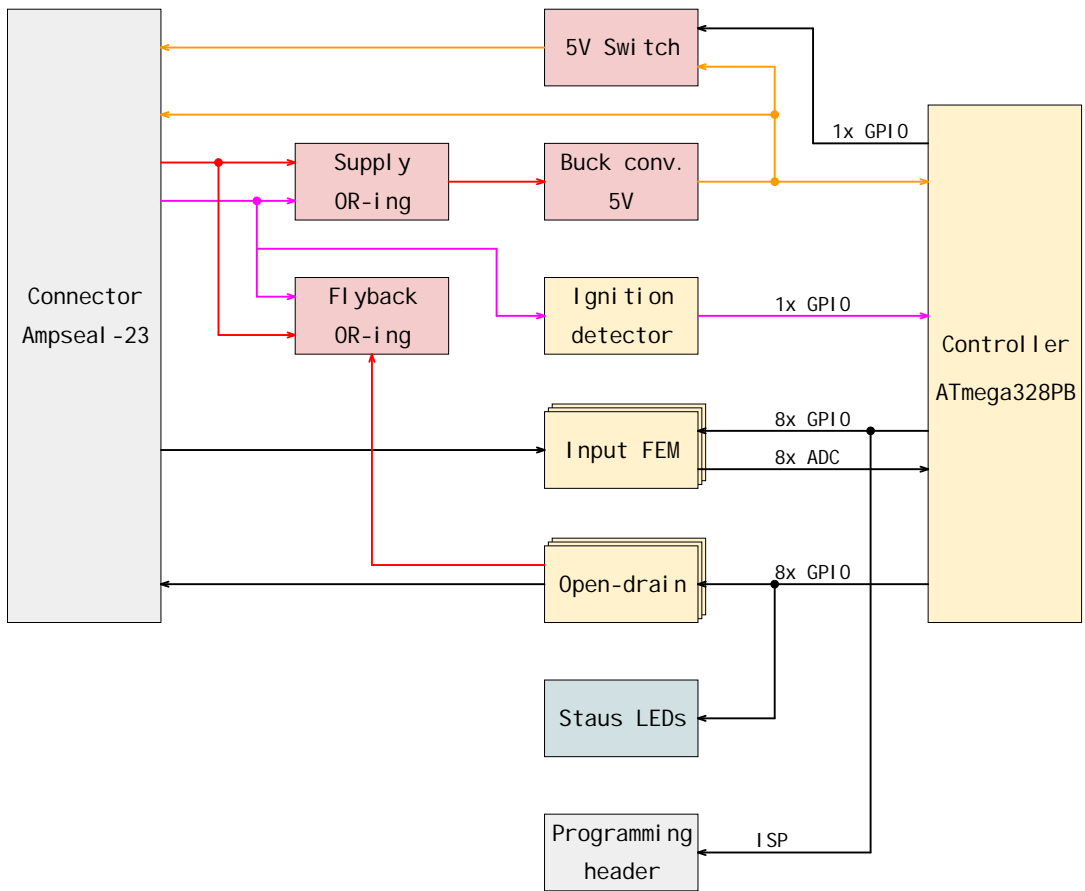 5V Switch
1x GPIO
Supply
OR-ing
Buck conv.
5V
Connector
Ampseal-23
Flyback
OR-ing
Ignition
detector
1x GPIO
Controller
ATmega328PB
Input FEM
8x GPIO
8x ADC
Open-drain
8x GPIO
Staus LEDs
Programming
header
ISP